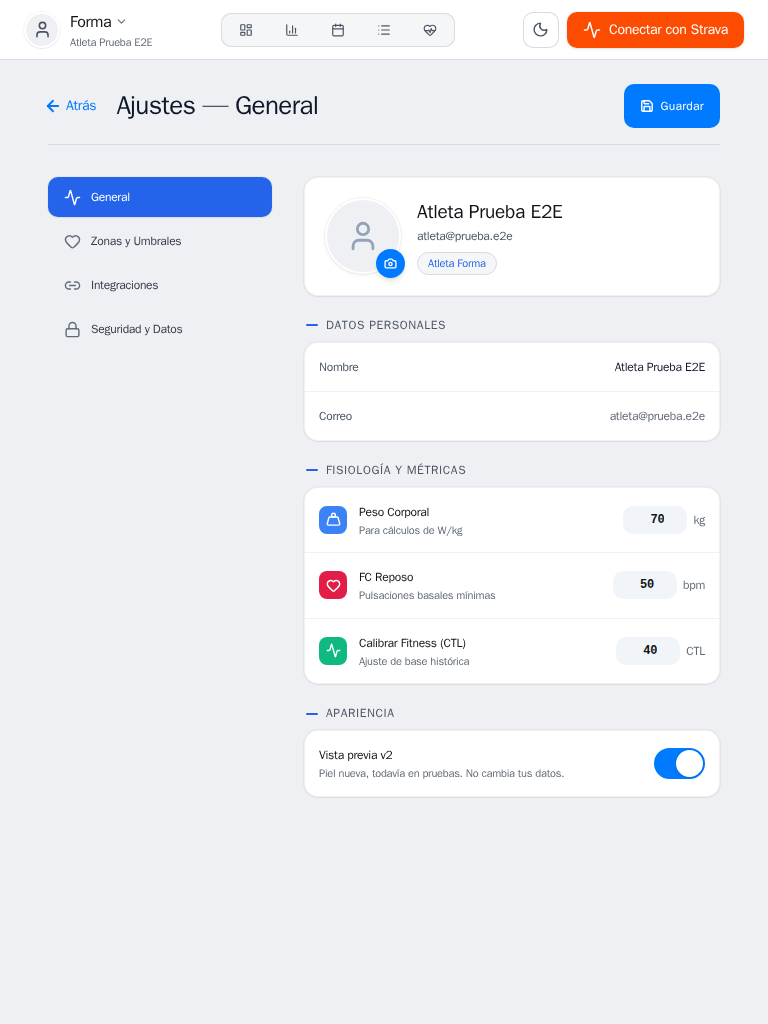 Forma
Atleta Prueba E2E
Conectar con Strava
Atrás
Ajustes — General
Guardar
General
Zonas y Umbrales
Integraciones
Seguridad y Datos
Atleta Prueba E2E
atleta@prueba.e2e
Atleta Forma
DATOS PERSONALES
Nombre
Atleta Prueba E2E
Correo
atleta@prueba.e2e
FISIOLOGÍA Y MÉTRICAS
Peso Corporal
Para cálculos de W/kg
70 kg
FC Reposo
Pulsaciones basales mínimas
50 bpm
Calibrar Fitness (CTL)
Ajuste de base histórica
40 CTL
APARIENCIA
Vista previa v2
Piel nueva, todavía en pruebas. No cambia tus datos.